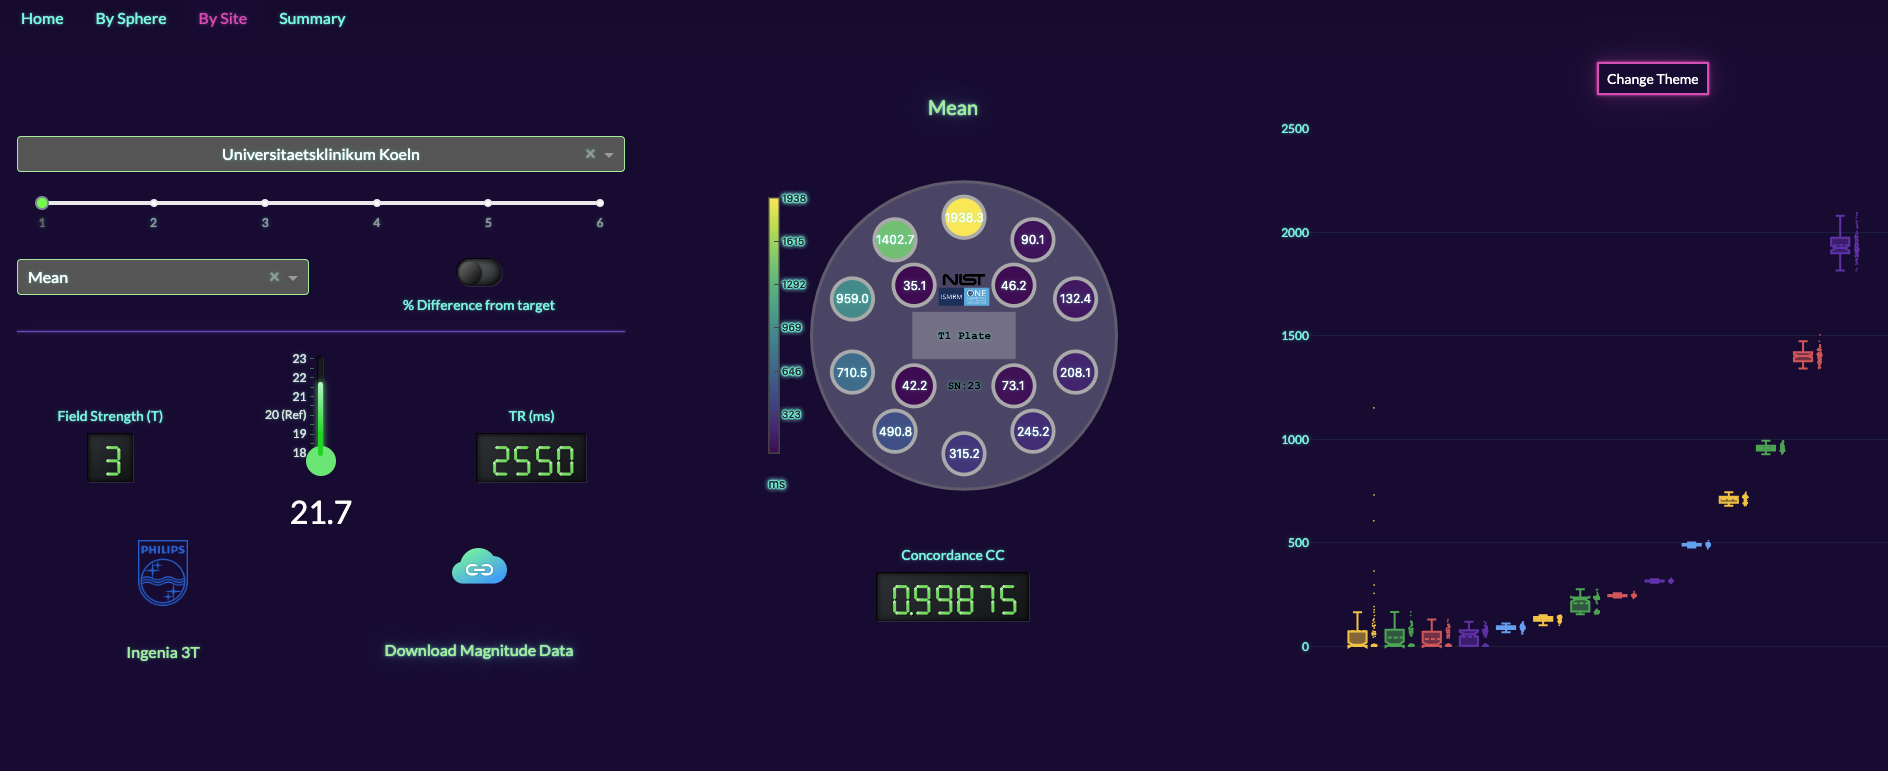 Home By Sphere By Site Summary
Change Theme
Universitaetsklinikum Koeln ×
1 2 3 4 5 6
Mean ×
% Difference from target
Field Strength (T)
3
23
22
21
20 (Ref)
19
18
21.7
TR (ms)
2550
PHILIPS
Ingenia 3T
Download Magnitude Data
Mean
1938
1615
1292
969
646
323
ms
1938.3
1402.7 90.1
35.1 NIST 46.2
959.0 ISMRM ONE 132.4
T1 Plate
710.5 208.1
42.2 SN:23 73.1
490.8 245.2
315.2
Concordance CC
0.99875
2500
2000
1500
1000
500
0